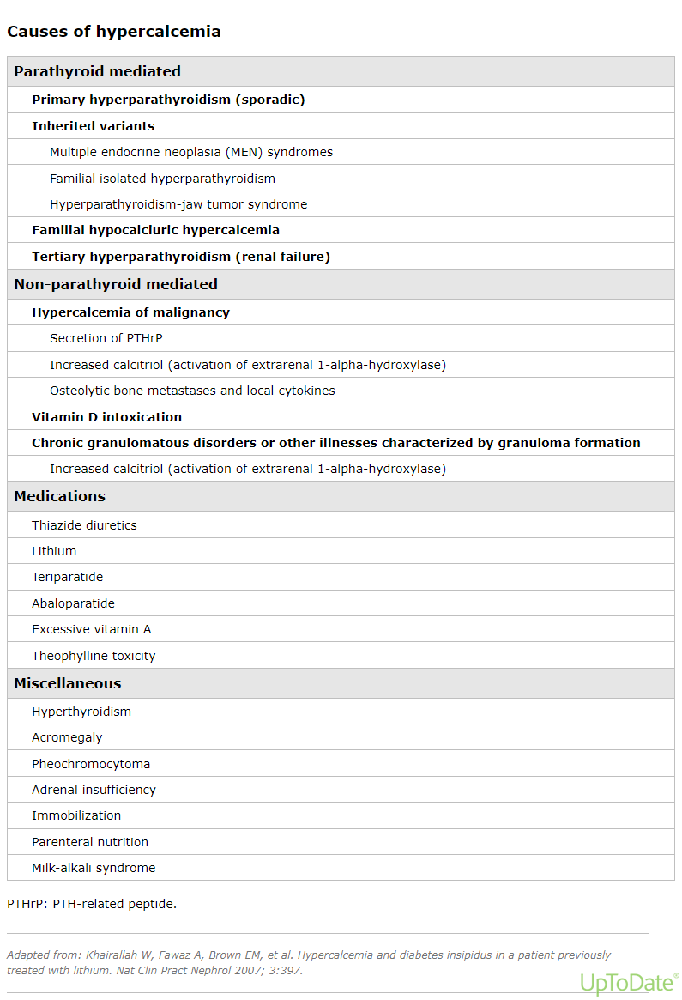 Causes of hypercalcemia
Parathyroid mediated
Primary hyperparathyroidism (sporadic)
Inherited variants
Multiple endocrine neoplasia (MEN) syndromes
Familial isolated hyperparathyroidism
Hyperparathyroidism-jaw tumor syndrome
Familial hypocalciuric hypercalcemia
Tertiary hyperparathyroidism (renal failure)
Non-parathyroid mediated
Hypercalcemia of malignancy
Secretion of PTHrP
Increased calcitriol (activation of extrarenal 1-alpha-hydroxylase)
Osteolytic bone metastases and local cytokines
Vitamin D intoxication
Chronic granulomatous disorders or other illnesses characterized by granuloma formation
Increased calcitriol (activation of extrarenal 1-alpha-hydroxylase)
Medications
Thiazide diuretics
Lithium
Teriparatide
Abaloparatide
Excessive vitamin A
Theophylline toxicity
Miscellaneous
Hyperthyroidism
Acromegaly
Pheochromocytoma
Adrenal insufficiency
Immobilization
Parenteral nutrition
Milk-alkali syndrome
PTHrP: PTH-related peptide.
Adapted from: Khairallah W, Fawaz A, Brown EM, et al. Hypercalcemia and diabetes insipidus in a patient previously
treated with lithium. Nat Clin Pract Nephrol 2007; 3:397.
UpToDate®